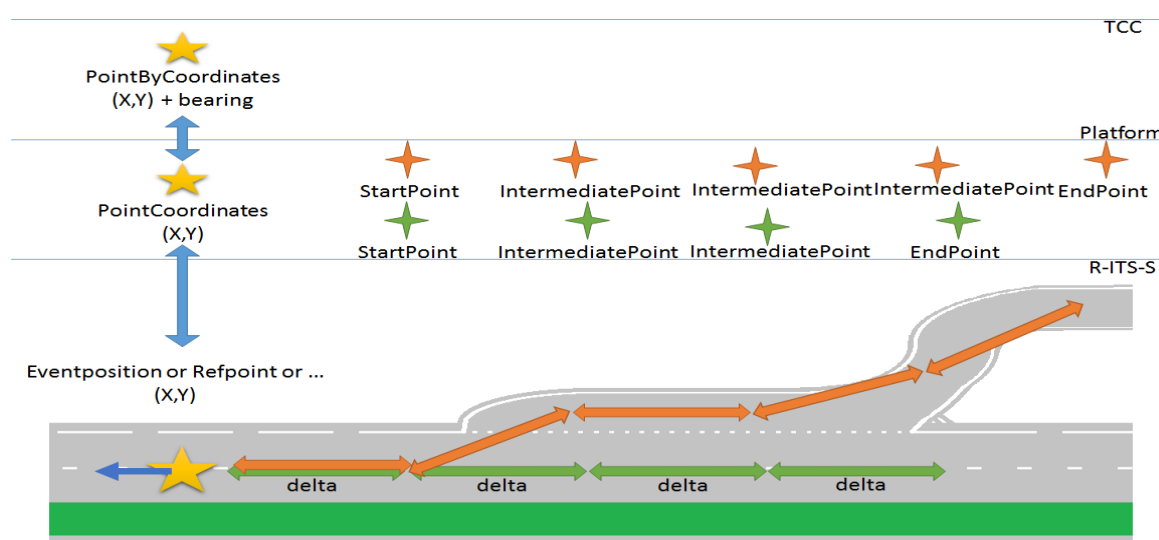 TCC
PointByCoordinates
(X,Y) + bearing
Platform
StartPoint IntermediatePoint IntermediatePoint IntermediatePoint EndPoint
PointCoordinates
(X,Y)
StartPoint IntermediatePoint IntermediatePoint EndPoint
R-ITS-S
Eventposition or Refpoint or ...
(X,Y)
delta delta delta delta